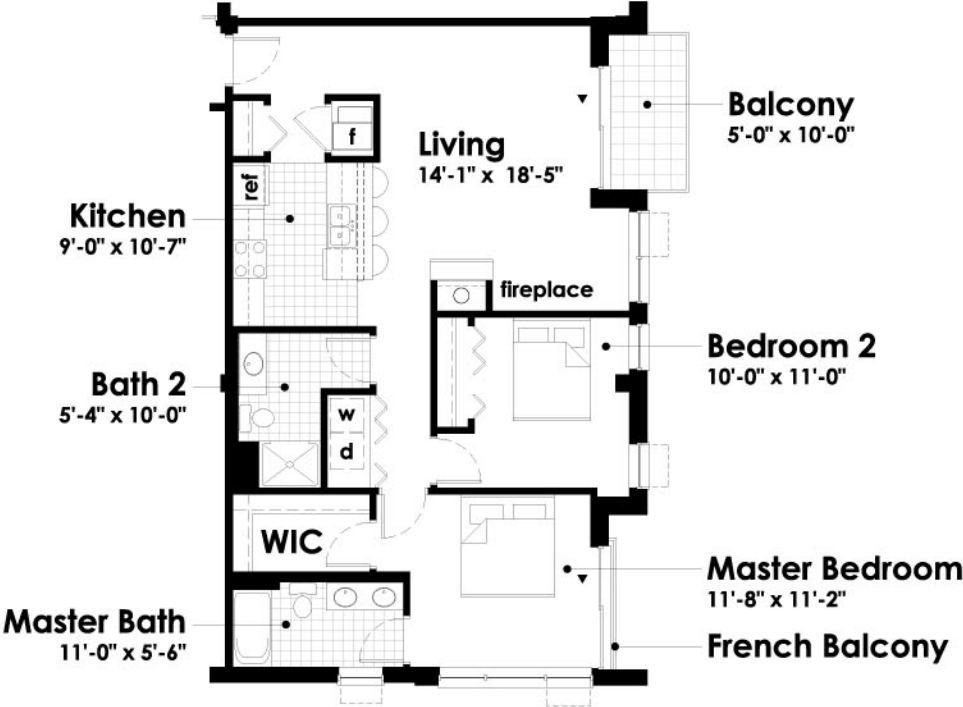 Balcony
5'-0" x 10'-0"
f
Living
14'-1" x 18'-5"
ref
Kitchen
9'-0" x 10'-7"
fireplace
Bedroom 2
10'-0" x 11'-0"
Bath 2
5'-4" x 10'-0"
w
d
WIC
Master Bedroom
11'-8" x 11'-2"
Master Bath
11'-0" x 5'-6"
French Balcony